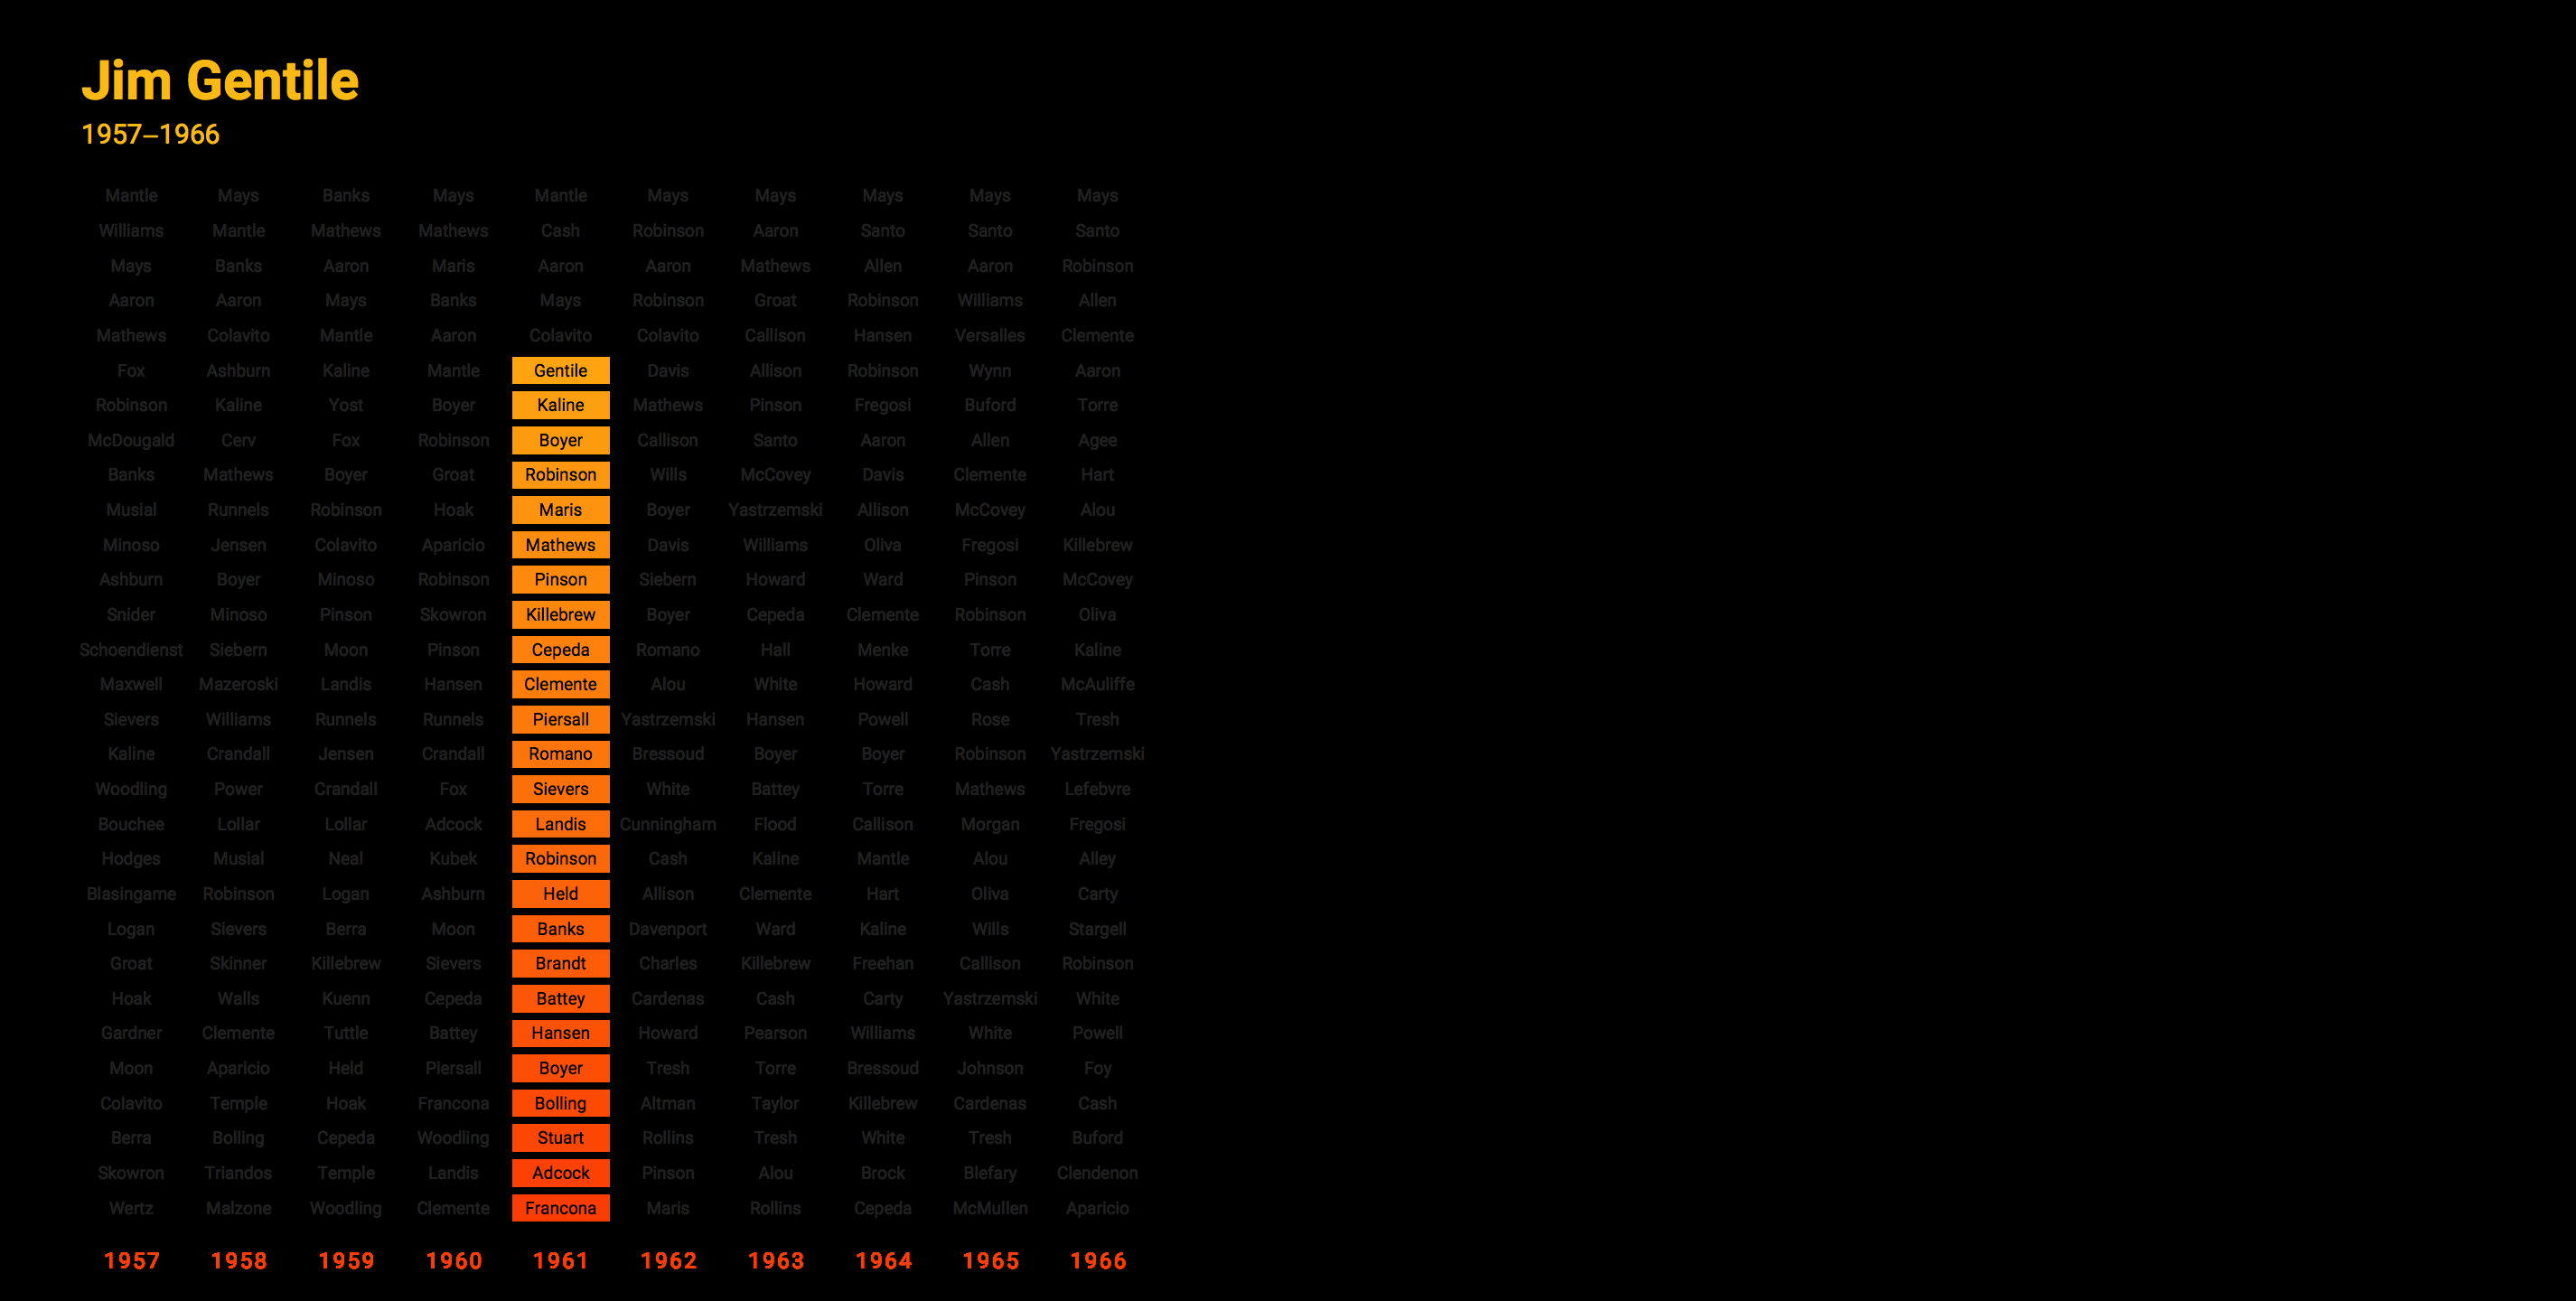 Jim Gentile
1957–1966
Mantle Mays Banks Mays Mantle Mays Mays Mays Mays Mays
Williams Mantle Mathews Mathews Cash Robinson Aaron Santo Santo Santo
Mays Banks Aaron Maris Aaron Aaron Mathews Allen Aaron Robinson
Aaron Aaron Mays Banks Mays Robinson Groat Robinson Williams Allen
Mathews Colavito Mantle Aaron Colavito Colavito Callison Hansen Versalles Clemente
Fox Ashburn Kaline Mantle Gentile Davis Allison Robinson Wynn Aaron
Robinson Kaline Yost Boyer Kaline Mathews Pinson Fregosi Buford Torre
McDougald Cerv Fox Robinson Boyer Callison Santo Aaron Allen Agee
Banks Mathews Boyer Groat Robinson Wills McCovey Davis Clemente Hart
Musial Runnels Robinson Hoak Maris Boyer Yastrzemski Allison McCovey Alou
Minoso Jensen Colavito Aparicio Mathews Davis Williams Oliva Fregosi Killebrew
Ashburn Boyer Minoso Robinson Pinson Siebern Howard Ward Pinson McCovey
Snider Minoso Pinson Skowron Killebrew Boyer Cepeda Clemente Robinson Oliva
Schoendienst Siebern Moon Pinson Cepeda Romano Hall Menke Torre Kaline
Maxwell Mazeroski Landis Hansen Clemente Alou White Howard Cash McAuliffe
Sievers Williams Runnels Runnels Piersall Yastrzemski Hansen Powell Rose Tresh
Kaline Crandall Jensen Crandall Romano Bressoud Boyer Boyer Robinson Yastrzemski
Woodling Power Crandall Fox Sievers White Battey Torre Mathews Lefebvre
Bouchee Lollar Lollar Adcock Landis Cunningham Flood Callison Morgan Fregosi
Hodges Musial Neal Kubek Robinson Cash Kaline Mantle Alou Alley
Blasingame Robinson Logan Ashburn Held Allison Clemente Hart Oliva Carty
Logan Sievers Berra Moon Banks Davenport Ward Kaline Wills Stargell
Groat Skinner Killebrew Sievers Brandt Charles Killebrew Freehan Callison Robinson
Hoak Walls Kuenn Cepeda Battey Cardenas Cash Carty Yastrzemski White
Gardner Clemente Tuttle Battey Hansen Howard Pearson Williams White Powell
Moon Aparicio Held Piersall Boyer Tresh Torre Bressoud Johnson Foy
Colavito Temple Hoak Francona Bolling Altman Taylor Killebrew Cardenas Cash
Berra Bolling Cepeda Woodling Stuart Rollins Tresh White Tresh Buford
Skowron Triandos Temple Landis Adcock Pinson Alou Brock Blefary Clendenon
Wertz Malzone Woodling Clemente Francona Maris Rollins Cepeda McMullen Aparicio
1957 1958 1959 1960 1961 1962 1963 1964 1965 1966